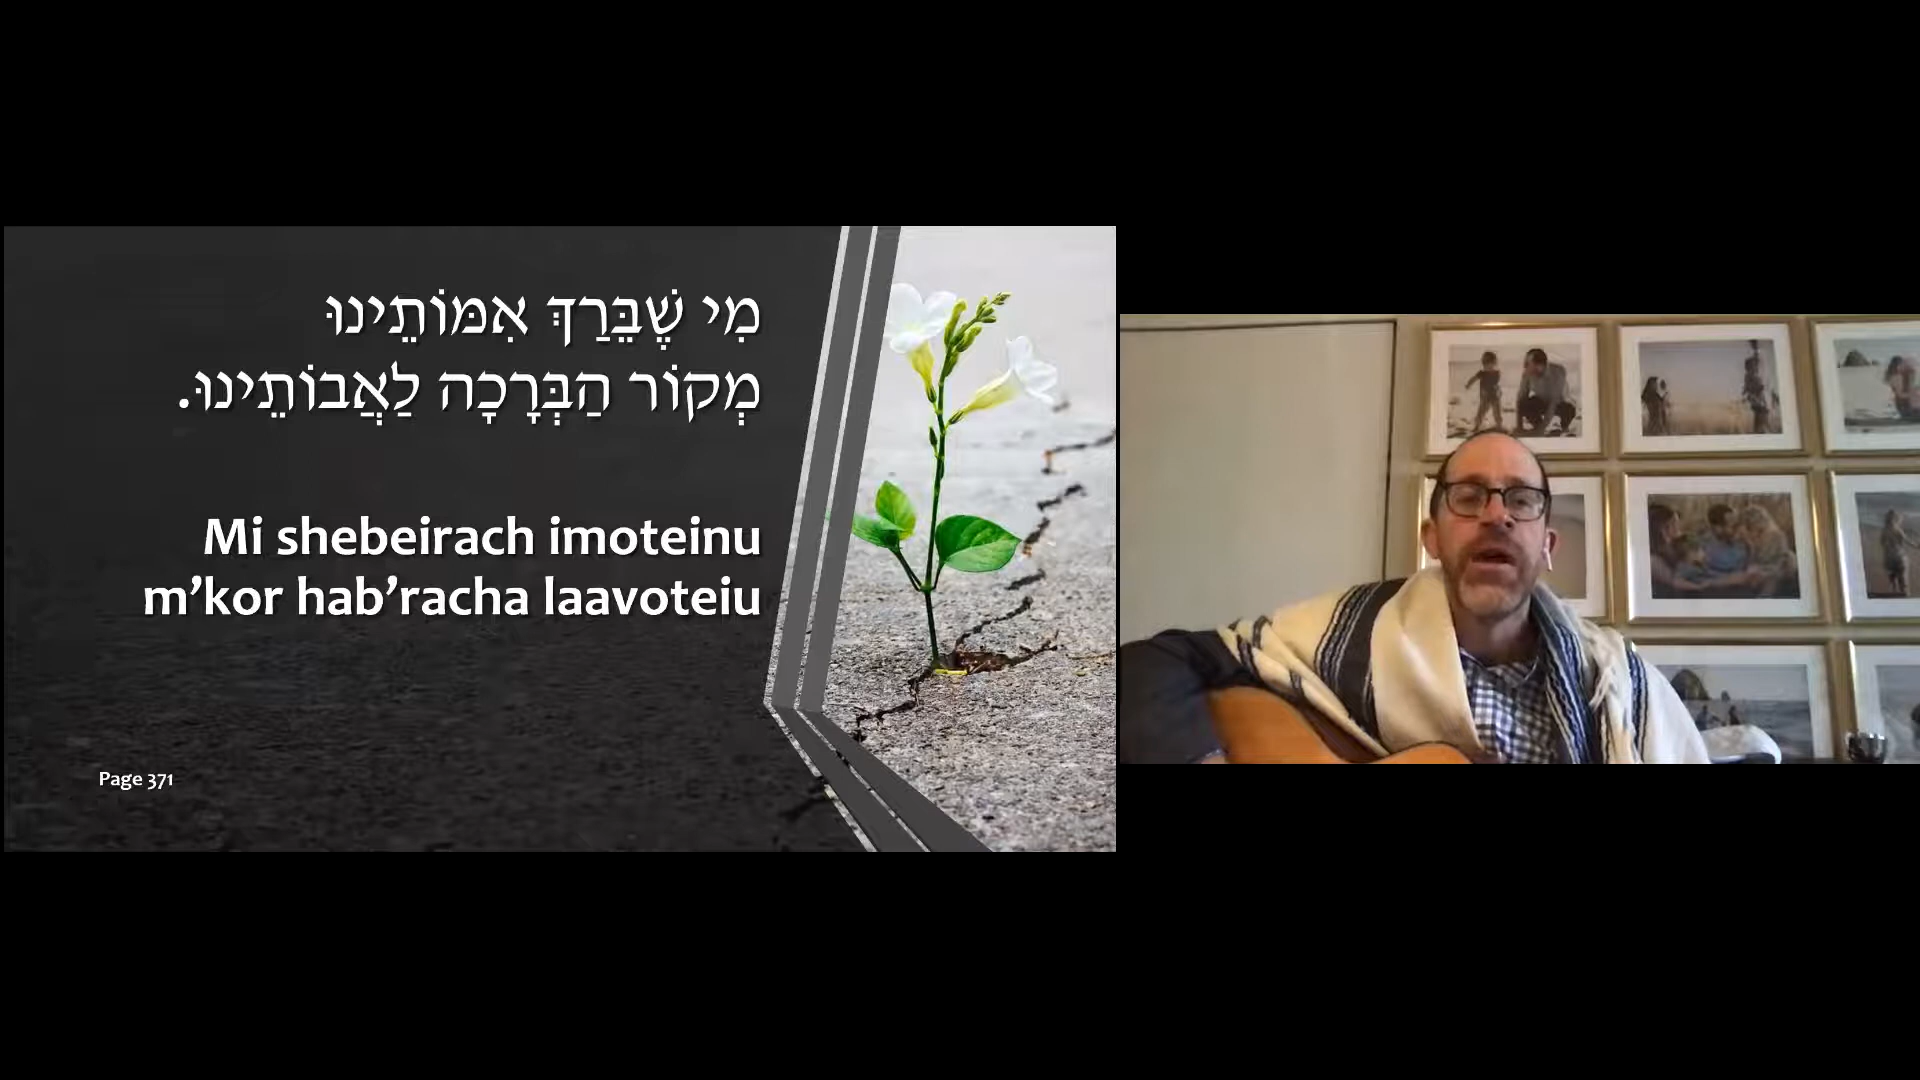 מִי שֶׁבֵּרַךְ אִמּוֹתֵינוּ
מְקוֹר הַבְּרָכָה לַאֲבוֹתֵינוּ.
Mi shebeirach imoteinu
m’kor hab’racha laavoteiu
Page 371